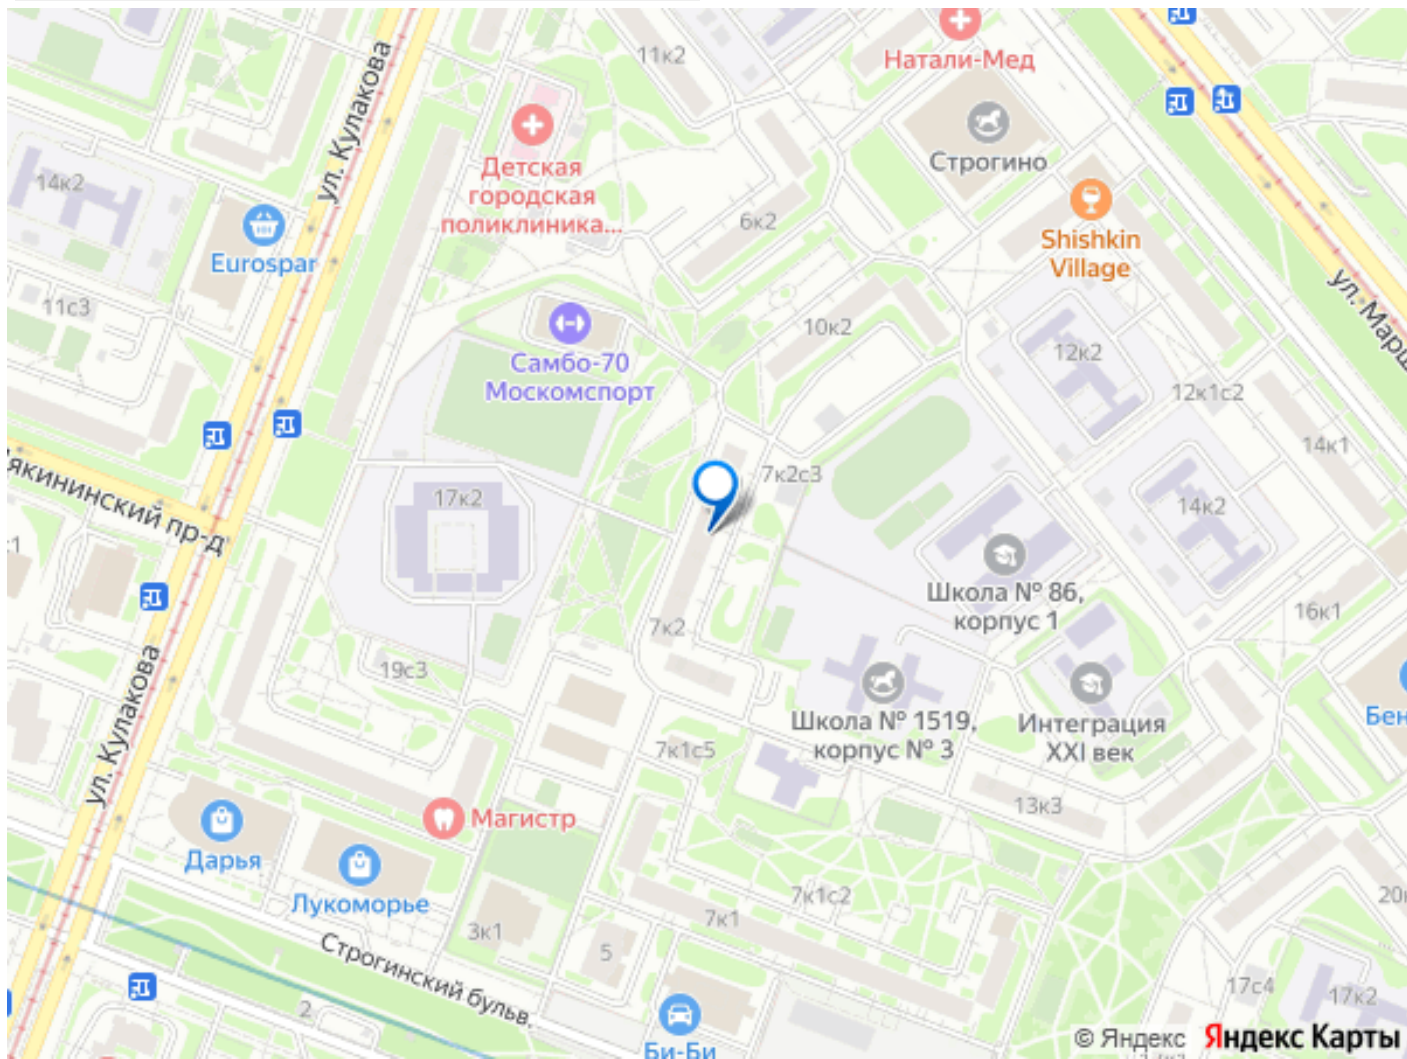 11к2
Натали-Мед
ул. Кулакова
Детская
городская
поликлиника...
Строгино
14к2
6к2
Shishkin
Village
Eurospar
ул. Марш
11с3
10к2
Самбо-70
Москомспорт
12к2
12к1с2
14к1
якининский пр-д
7к2с3
17к2
14к2
к1
Школа № 86,
корпус 1
16к1
7к2
19с3
ул. Кулакова
Школа № 1519,
корпус № 3
Интеграция
XXI век
Бен
7к1с5
13к3
Магистр
Дарья
Лукоморье
7к1с2
7к1
3к1
5
Строгинский бульв.
2
17с4
17к2
Би-Би
© Яндекс Яндекс Карты